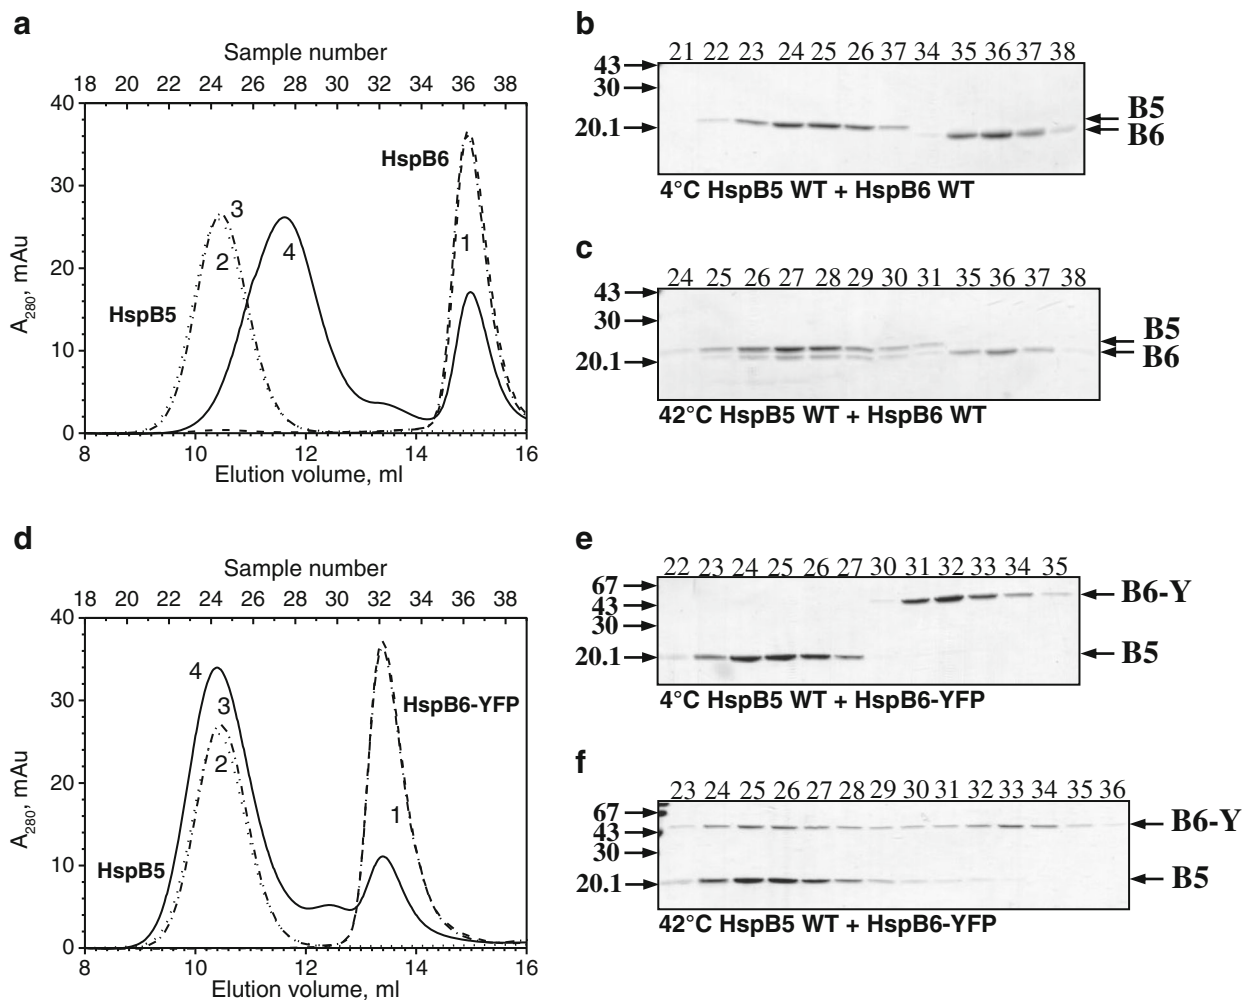 a
Sample number
18 20 22 24 26 28 30 32 34 36 38
40
30
20
10
0
A280, mAu
HspB5
HspB6
3
2
4
1
8 10 12 14 16
Elution volume, ml
b
21 22 23 24 25 26 37 34 35 36 37 38
43
30
20.1
B5
B6
4°C HspB5 WT + HspB6 WT
c
24 25 26 27 28 29 30 31 35 36 37 38
43
30
20.1
B5
B6
42°C HspB5 WT + HspB6 WT
d
Sample number
18 20 22 24 26 28 30 32 34 36 38
40
30
20
10
0
A280, mAu
4
3
2
1
HspB5
HspB6-YFP
8 10 12 14 16
Elution volume, ml
e
22 23 24 25 26 27 30 31 32 33 34 35
67
43
30
20.1
B6-Y
B5
4°C HspB5 WT + HspB6-YFP
f
23 24 25 26 27 28 29 30 31 32 33 34 35 36
67
43
30
20.1
B6-Y
B5
42°C HspB5 WT + HspB6-YFP